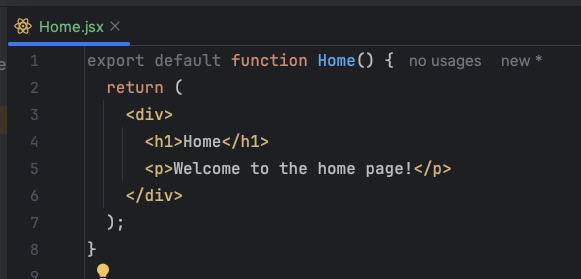 Home.jsx
1 export default function Home() { no usages new *
2   return (
3     <div>
4       <h1>Home</h1>
5       <p>Welcome to the home page!</p>
6     </div>
7   );
8 }
9